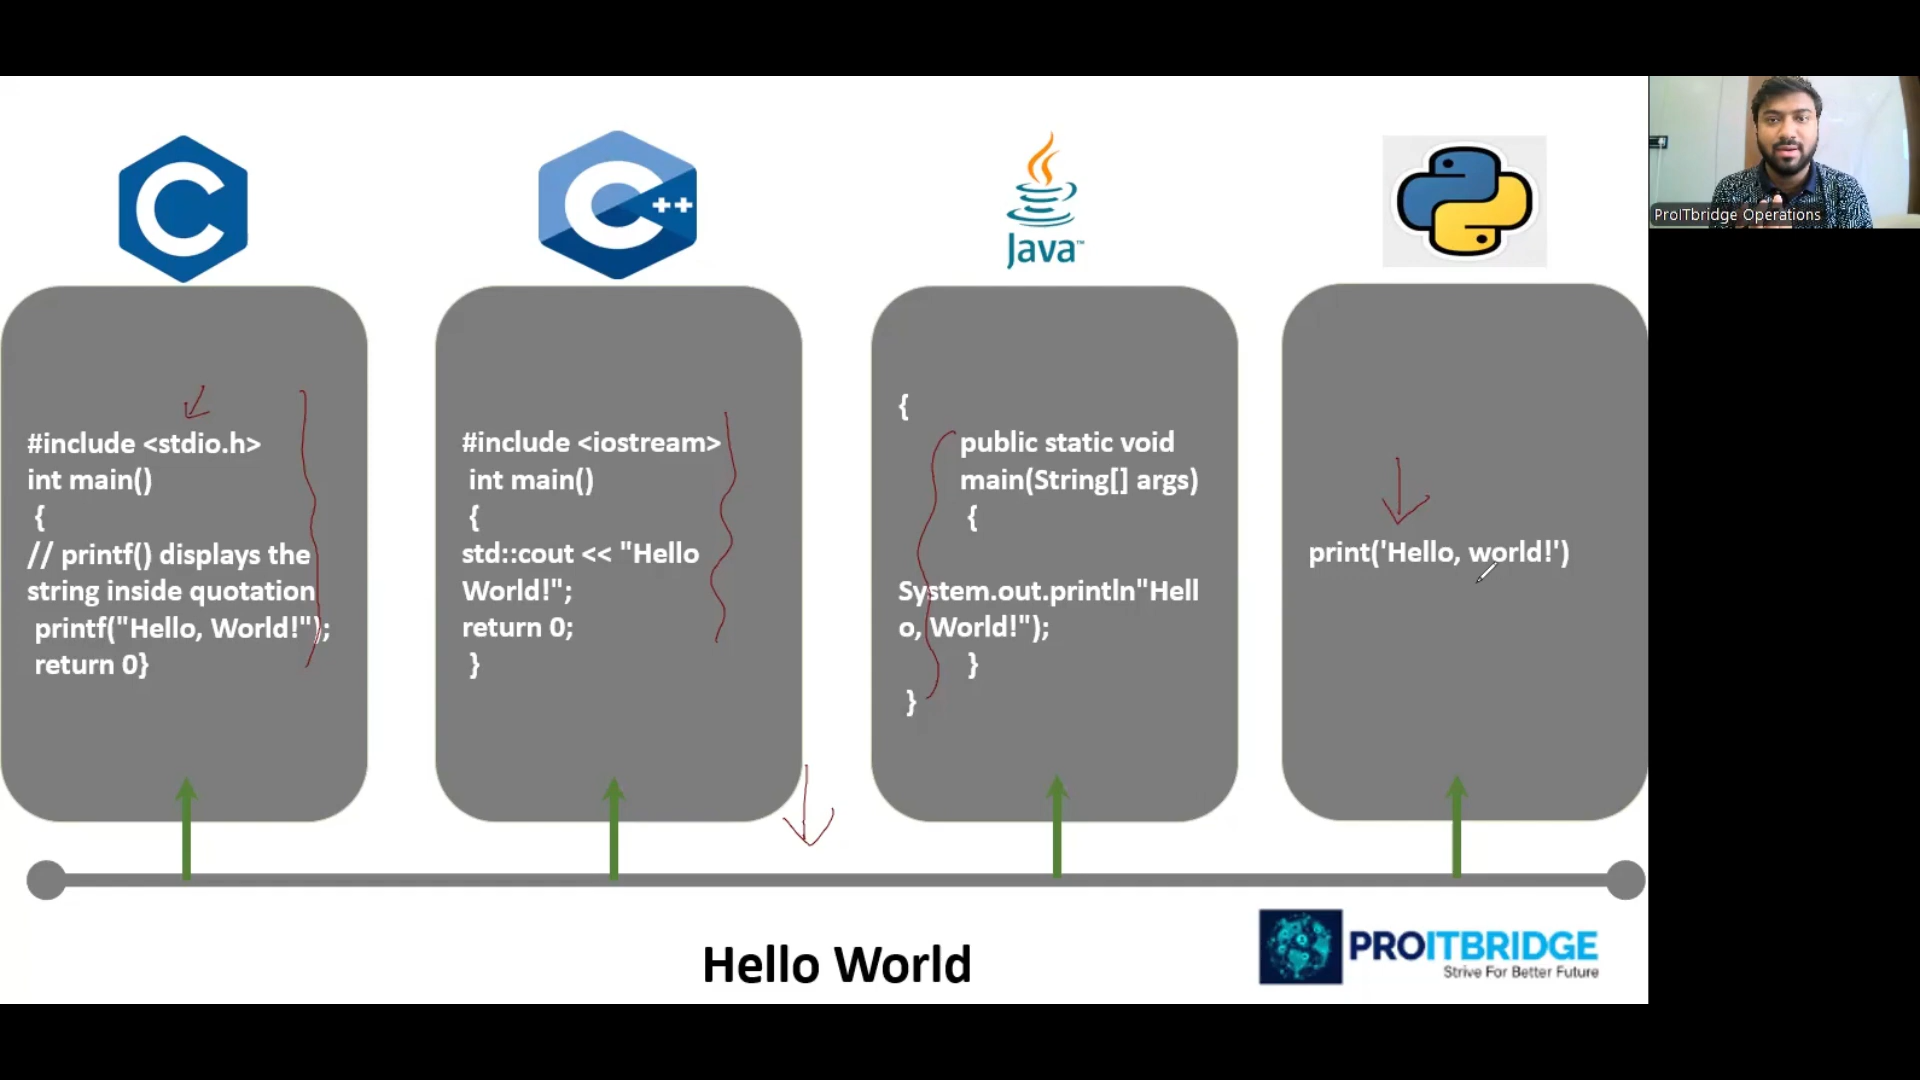 C
C++
Java™
ProITbridge Operations
#include <stdio.h>
int main()
{
// printf() displays the
string inside quotation
printf("Hello, World!");
return 0}
#include <iostream>
int main()
{
std::cout << "Hello
World!";
return 0;
}
{
public static void
main(String[] args)
{
System.out.println"Hell
o, World!");
}
}
print('Hello, world!')
Hello World
PROITBRIDGE
Strive For Better Future